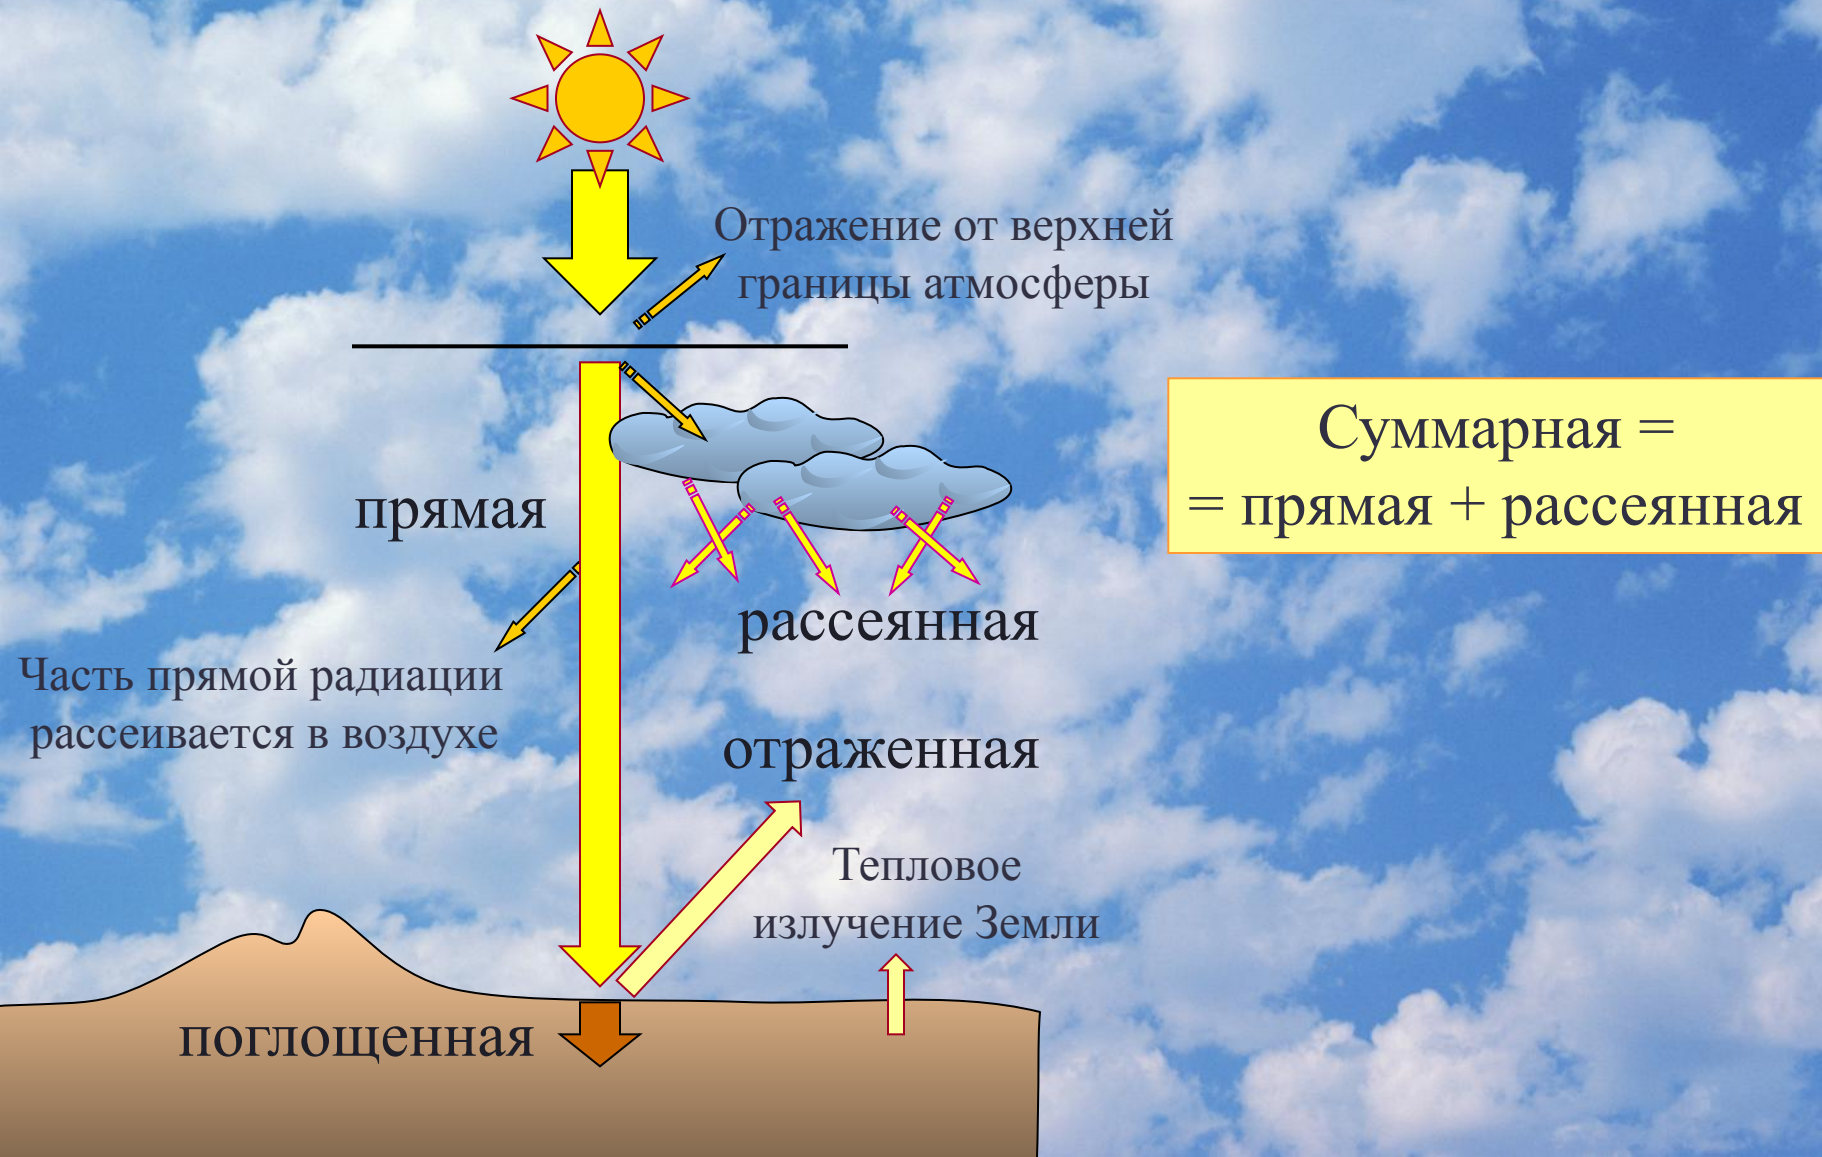 Отражение от верхней
границы атмосферы
Суммарная =
= прямая + рассеянная
прямая
рассеянная
Часть прямой радиации
рассеивается в воздухе
отраженная
Тепловое
излучение Земли
поглощенная